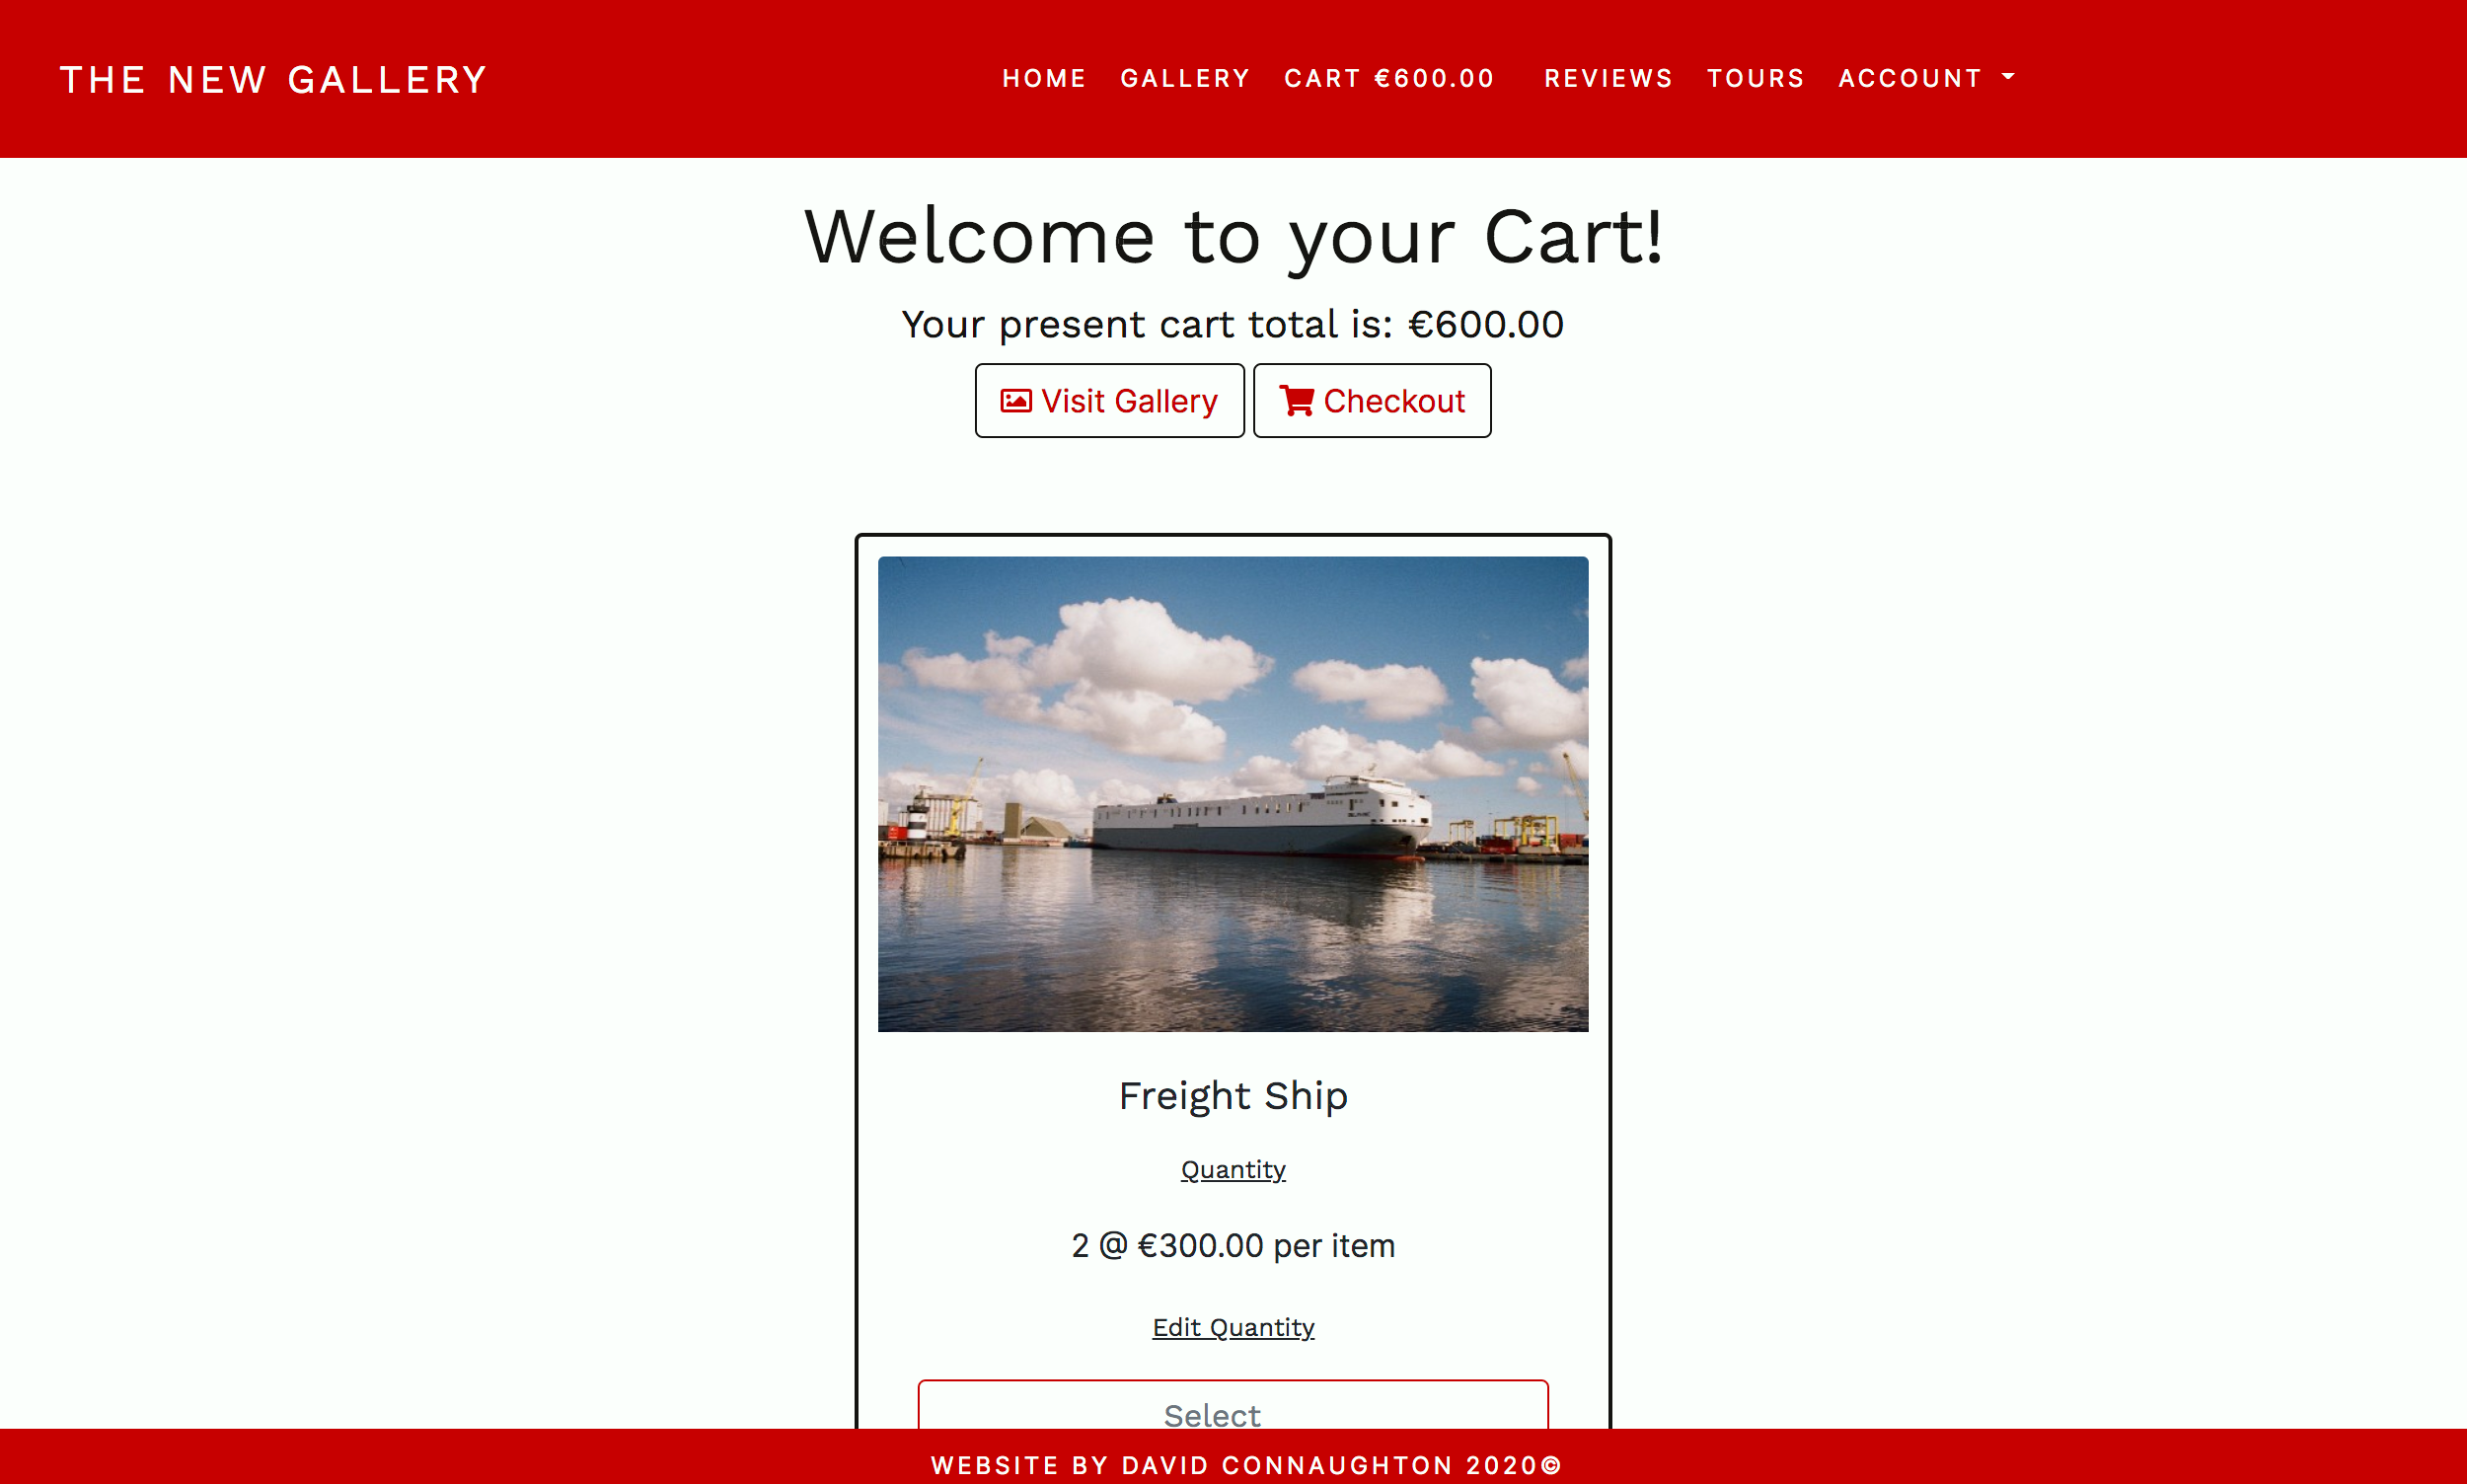 THE NEW GALLERY
HOME GALLERY CART €600.00 REVIEWS TOURS ACCOUNT
Welcome to your Cart!
Your present cart total is: €600.00
Visit Gallery Checkout
Freight Ship
Quantity
2 @ €300.00 per item
Edit Quantity
Select
WEBSITE BY DAVID CONNAUGHTON 2020©